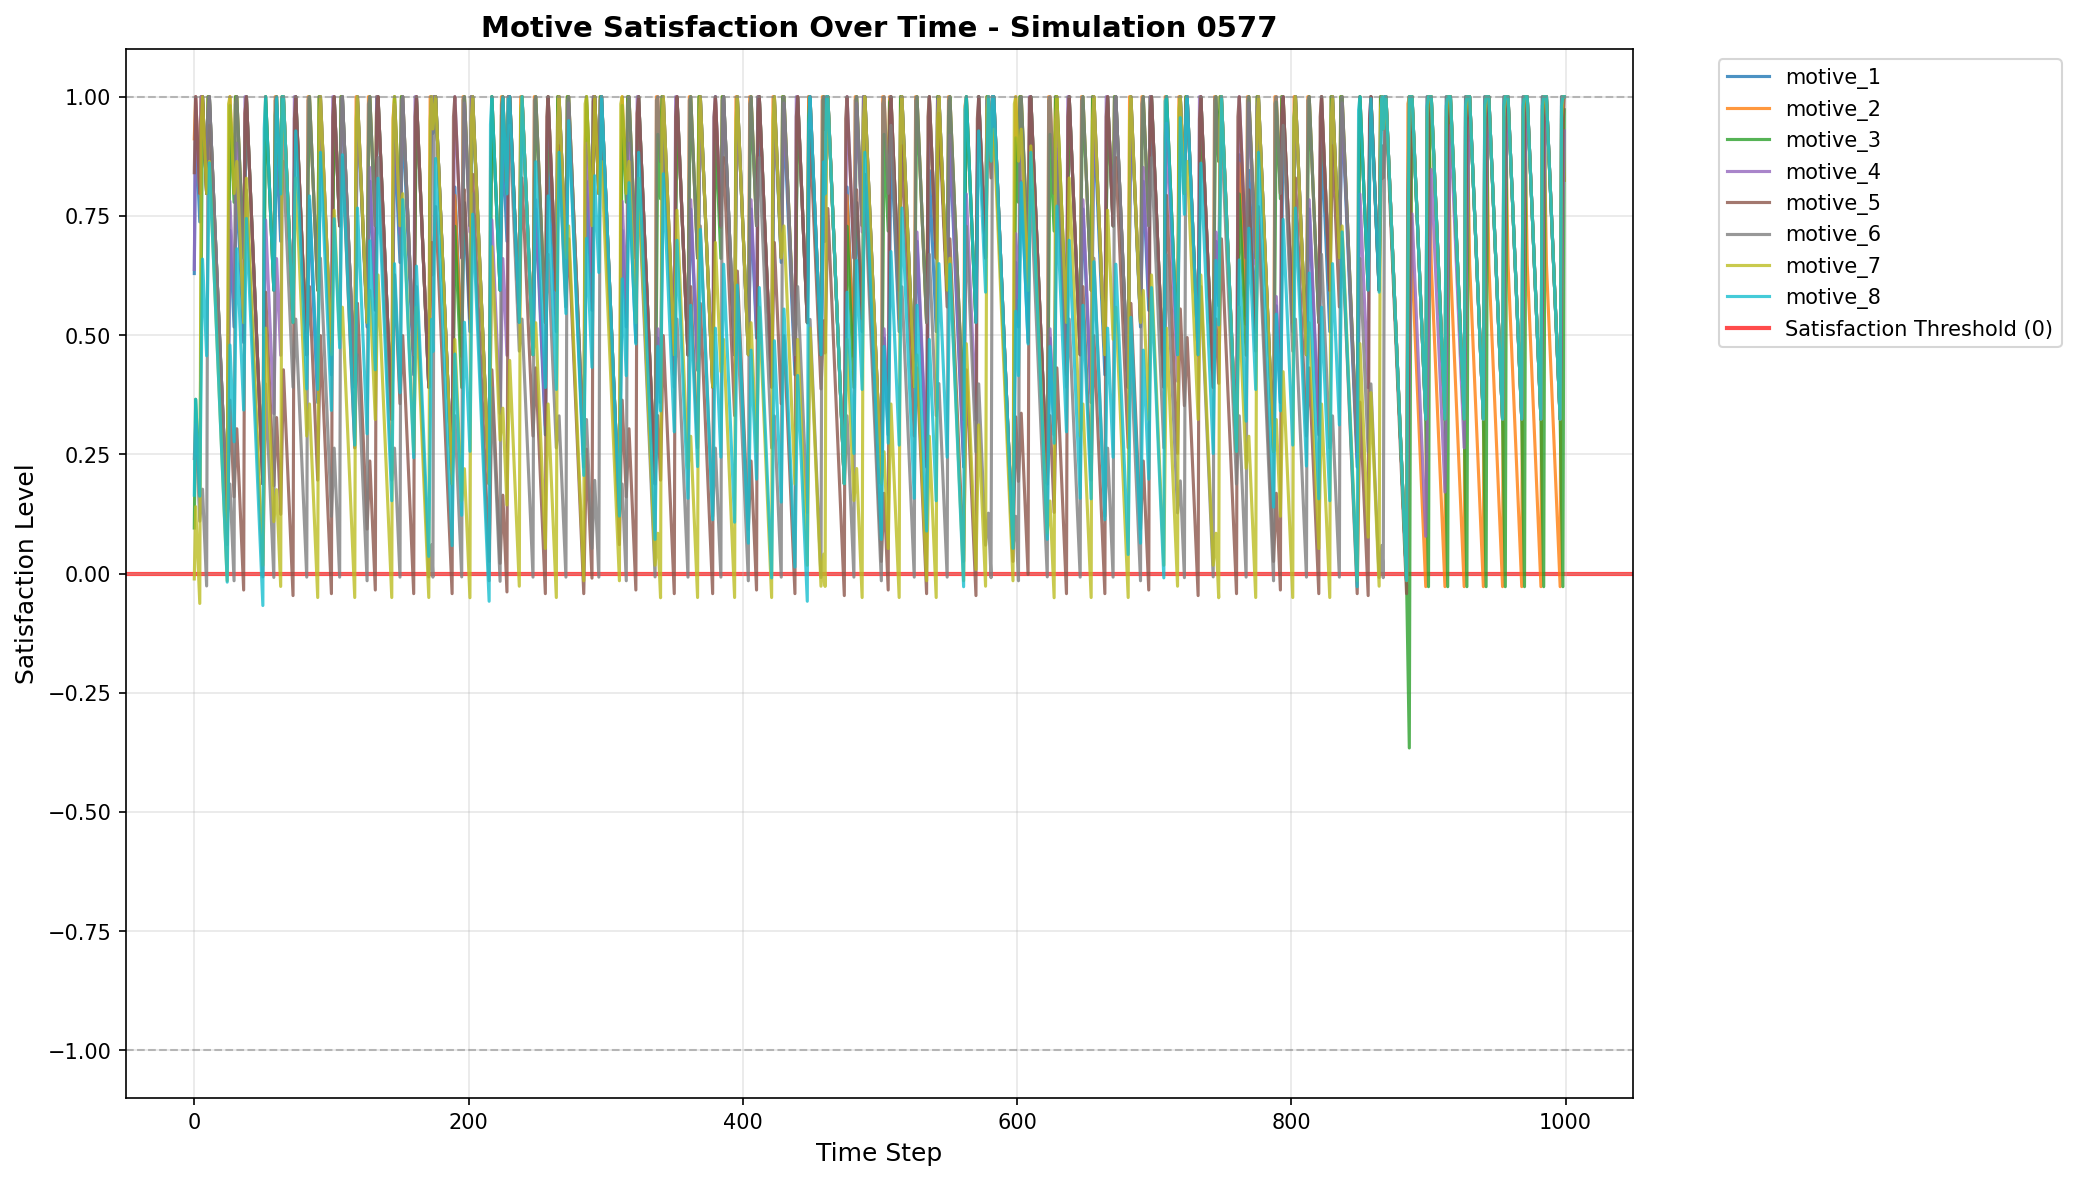 Motive Satisfaction Over Time - Simulation 0577
Satisfaction Level
1.00
0.75
0.50
0.25
0.00
−0.25
−0.50
−0.75
−1.00
0
200
400
600
800
1000
Time Step
motive_1
motive_2
motive_3
motive_4
motive_5
motive_6
motive_7
motive_8
Satisfaction Threshold (0)